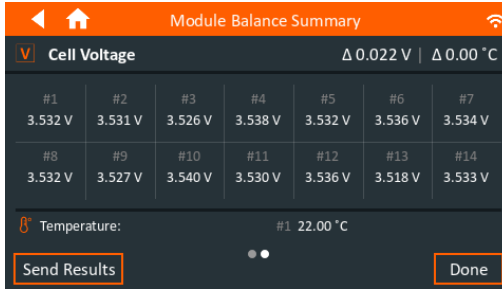 Module Balance Summary
V Cell Voltage Δ 0.022 V | Δ 0.00 °C
#1 #2 #3 #4 #5 #6 #7
3.532 V 3.531 V 3.526 V 3.538 V 3.532 V 3.536 V 3.534 V
#8 #9 #10 #11 #12 #13 #14
3.532 V 3.527 V 3.540 V 3.530 V 3.536 V 3.518 V 3.533 V
Temperature: #1 22.00 °C
Send Results Done